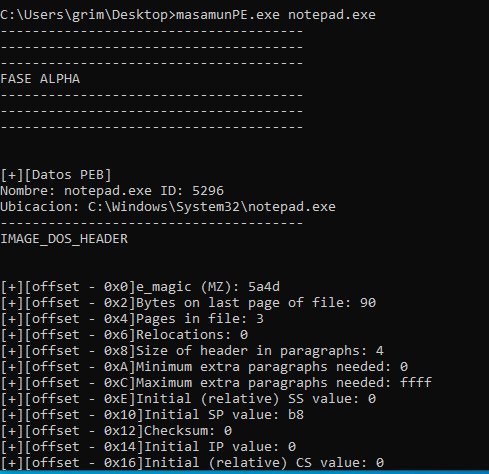 C:\Users\grim\Desktop>masamunPE.exe notepad.exe
-------------------------------------
-------------------------------------
-------------------------------------
FASE ALPHA
-------------------------------------
-------------------------------------
-------------------------------------
[+][Datos PEB]
Nombre: notepad.exe ID: 5296
Ubicacion: C:\Windows\System32\notepad.exe
-------------------------------------
IMAGE_DOS_HEADER
[+][offset - 0x0]e_magic (MZ): 5a4d
[+][offset - 0x2]Bytes on last page of file: 90
[+][offset - 0x4]Pages in file: 3
[+][offset - 0x6]Relocations: 0
[+][offset - 0x8]Size of header in paragraphs: 4
[+][offset - 0xA]Minimum extra paragraphs needed: 0
[+][offset - 0xC]Maximum extra paragraphs needed: ffff
[+][offset - 0xE]Initial (relative) SS value: 0
[+][offset - 0x10]Initial SP value: b8
[+][offset - 0x12]Checksum: 0
[+][offset - 0x14]Initial IP value: 0
[+][offset - 0x16]Initial (relative) CS value: 0